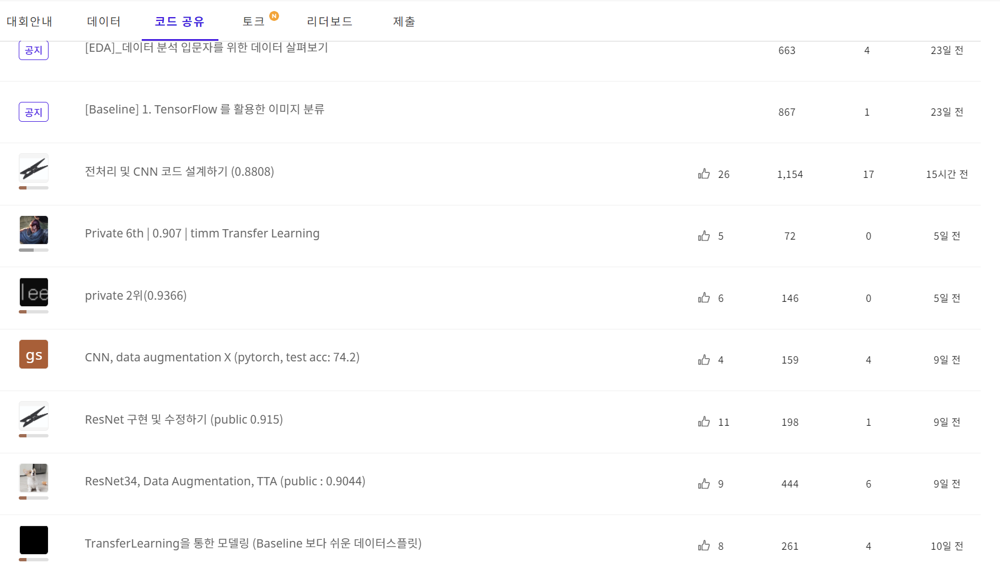 대회안내 데이터 코드 공유 토크 N 리더보드 제출
공지 [EDA]_데이터 분석 입문자를 위한 데이터 살펴보기 663 4 23일 전
공지 [Baseline] 1. TensorFlow 를 활용한 이미지 분류 867 1 23일 전
전처리 및 CNN 코드 설계하기 (0.8808) 26 1,154 17 15시간 전
Private 6th | 0.907 | timm Transfer Learning 5 72 0 5일 전
lee private 2위(0.9366) 6 146 0 5일 전
gs CNN, data augmentation X (pytorch, test acc: 74.2) 4 159 4 9일 전
ResNet 구현 및 수정하기 (public 0.915) 11 198 1 9일 전
ResNet34, Data Augmentation, TTA (public : 0.9044) 9 444 6 9일 전
TransferLearning을 통한 모델링 (Baseline 보다 쉬운 데이터스플릿) 8 261 4 10일 전